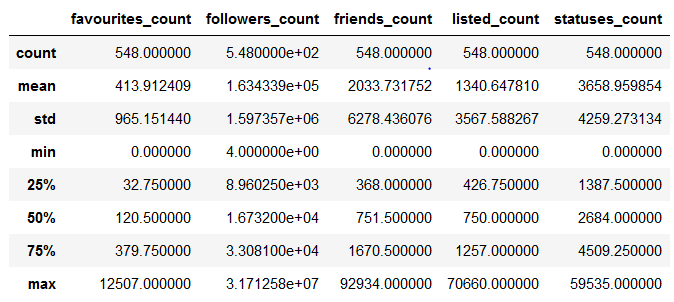 favourites_count followers_count friends_count listed_count statuses_count
count 548.000000 5.480000e+02 548.000000 548.000000 548.000000
mean 413.912409 1.634339e+05 2033.731752 1340.647810 3658.959854
std 965.151440 1.597357e+06 6278.436076 3567.588267 4259.273134
min 0.000000 4.000000e+00 0.000000 0.000000 0.000000
25% 32.750000 8.960250e+03 368.000000 426.750000 1387.500000
50% 120.500000 1.673200e+04 751.500000 750.000000 2684.000000
75% 379.750000 3.308100e+04 1670.500000 1257.000000 4509.250000
max 12507.000000 3.171258e+07 92934.000000 70660.000000 59535.000000